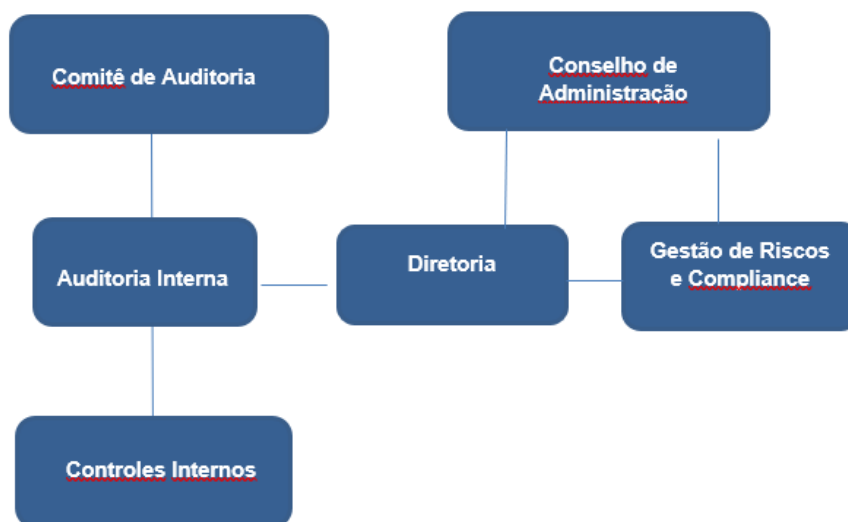 Comitê de Auditoria
Conselho de
Administração
Auditoria Interna
Diretoria
Gestão de Riscos
e Compliance
Controles Internos